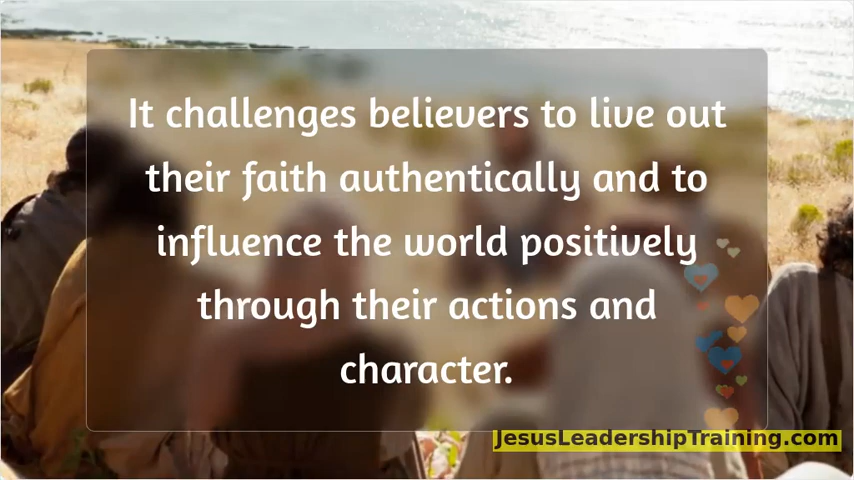 It challenges believers to live out
their faith authentically and to
influence the world positively
through their actions and
character.
JesusLeadershipTraining.com